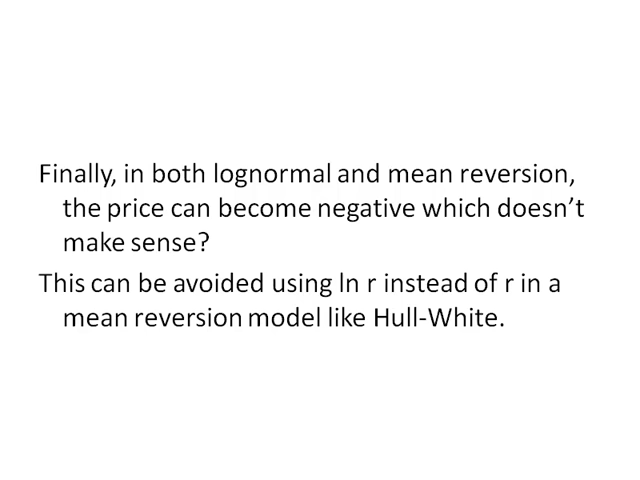 Finally, in both lognormal and mean reversion,
the price can become negative which doesn’t
make sense?
This can be avoided using ln r instead of r in a
mean reversion model like Hull-White.